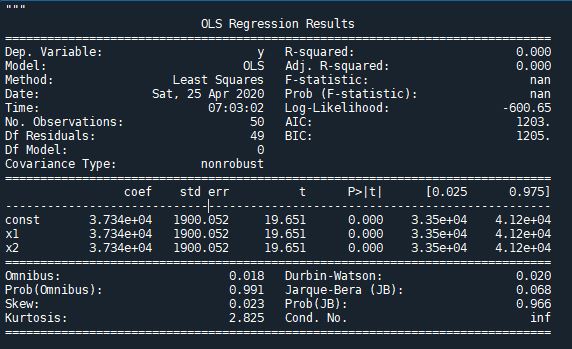 """
OLS Regression Results
==============================================================================
Dep. Variable: y R-squared: 0.000
Model: OLS Adj. R-squared: 0.000
Method: Least Squares F-statistic: nan
Date: Sat, 25 Apr 2020 Prob (F-statistic): nan
Time: 07:03:02 Log-Likelihood: -600.65
No. Observations: 50 AIC: 1203.
Df Residuals: 49 BIC: 1205.
Df Model: 0
Covariance Type: nonrobust
==============================================================================
coef std err t P>|t| [0.025 0.975]
------------------------------------------------------------------------------
const 3.734e+04 1900.052 19.651 0.000 3.35e+04 4.12e+04
x1 3.734e+04 1900.052 19.651 0.000 3.35e+04 4.12e+04
x2 3.734e+04 1900.052 19.651 0.000 3.35e+04 4.12e+04
==============================================================================
Omnibus: 0.018 Durbin-Watson: 0.020
Prob(Omnibus): 0.991 Jarque-Bera (JB): 0.068
Skew: 0.023 Prob(JB): 0.966
Kurtosis: 2.825 Cond. No. inf
==============================================================================